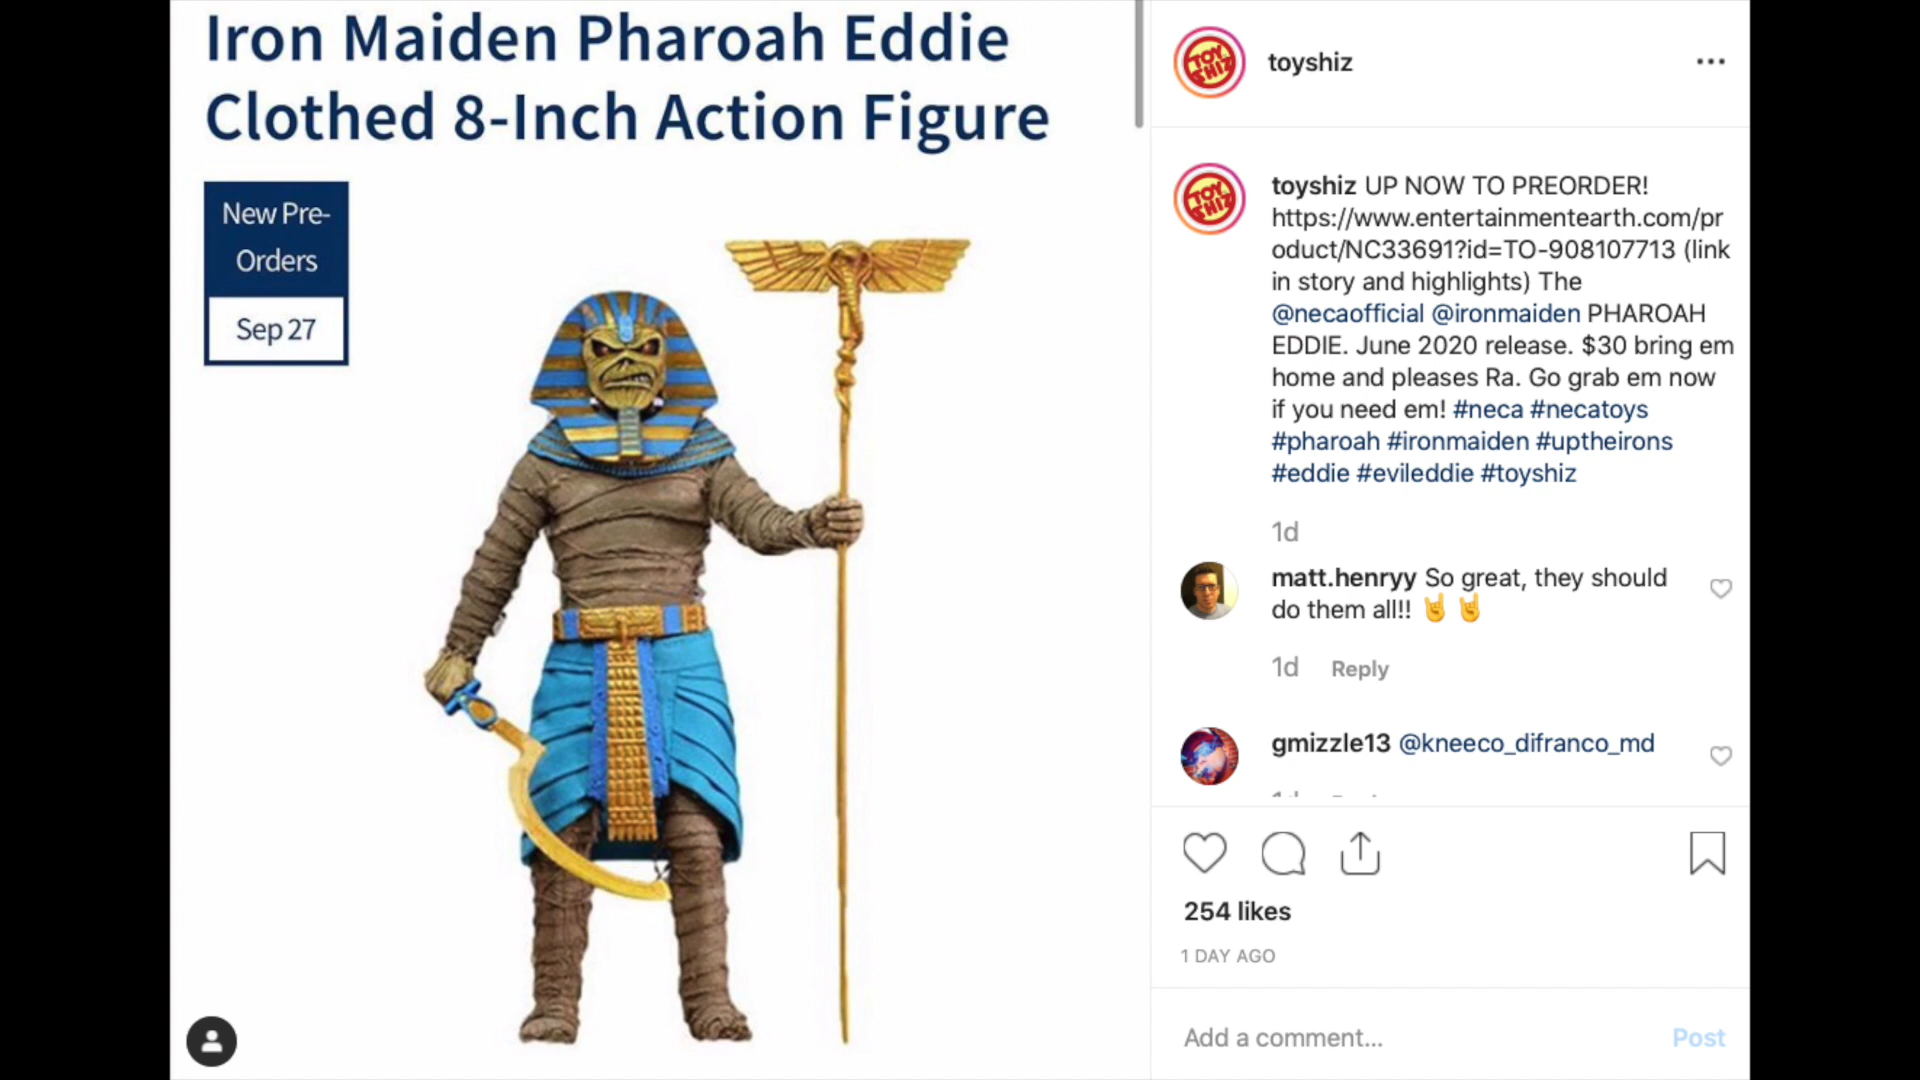 Iron Maiden Pharoah Eddie
Clothed 8-Inch Action Figure
New Pre-
Orders
Sep 27
TOY
SHIZ
toyshiz
TOY
SHIZ
toyshiz UP NOW TO PREORDER!
https://www.entertainmentearth.com/pr
oduct/NC33691?id=TO-908107713 (link
in story and highlights) The
@necaofficial @ironmaiden PHAROAH
EDDIE. June 2020 release. $30 bring em
home and pleases Ra. Go grab em now
if you need em! #neca #necatoys
#pharoah #ironmaiden #uptheirons
#eddie #evileddie #toyshiz
1d
matt.henryy So great, they should
do them all!! 🤘 🤘
1d Reply
gmizzle13 @kneeco_difranco_md
254 likes
1 DAY AGO
Add a comment...
Post